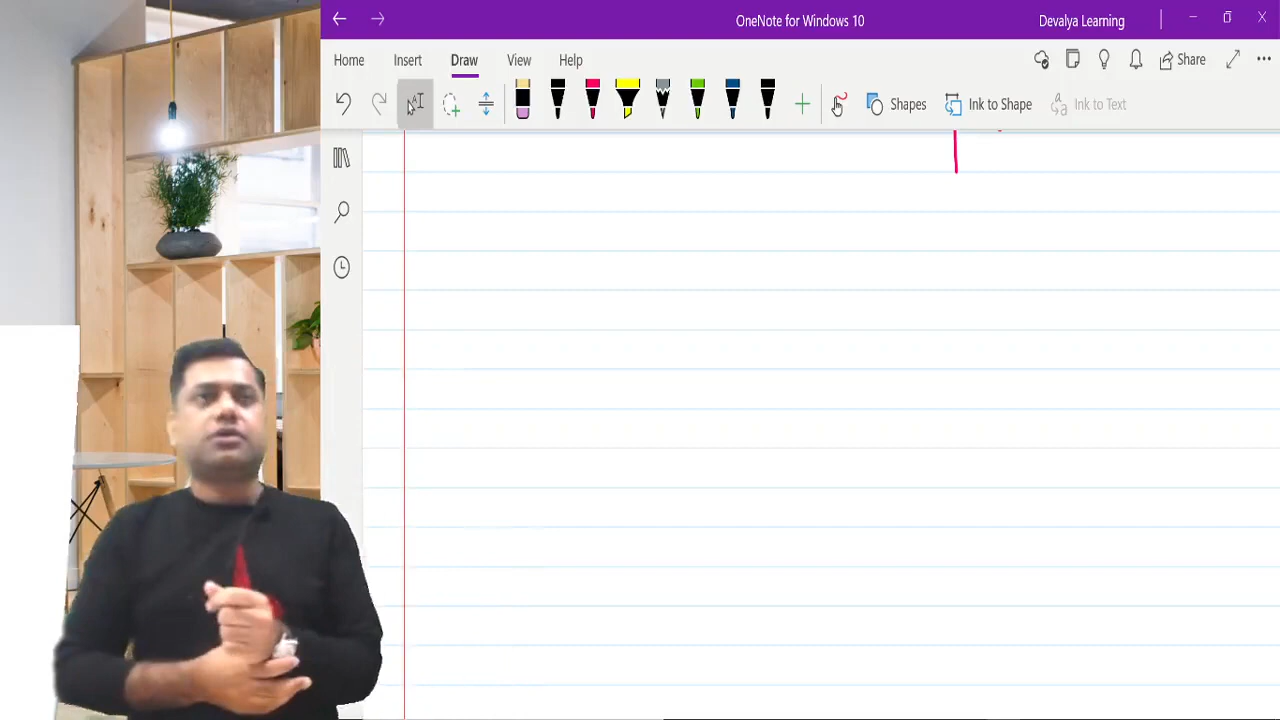 OneNote for Windows 10
Devalya Learning
Home Insert Draw View Help
Share
Shapes Ink to Shape Ink to Text